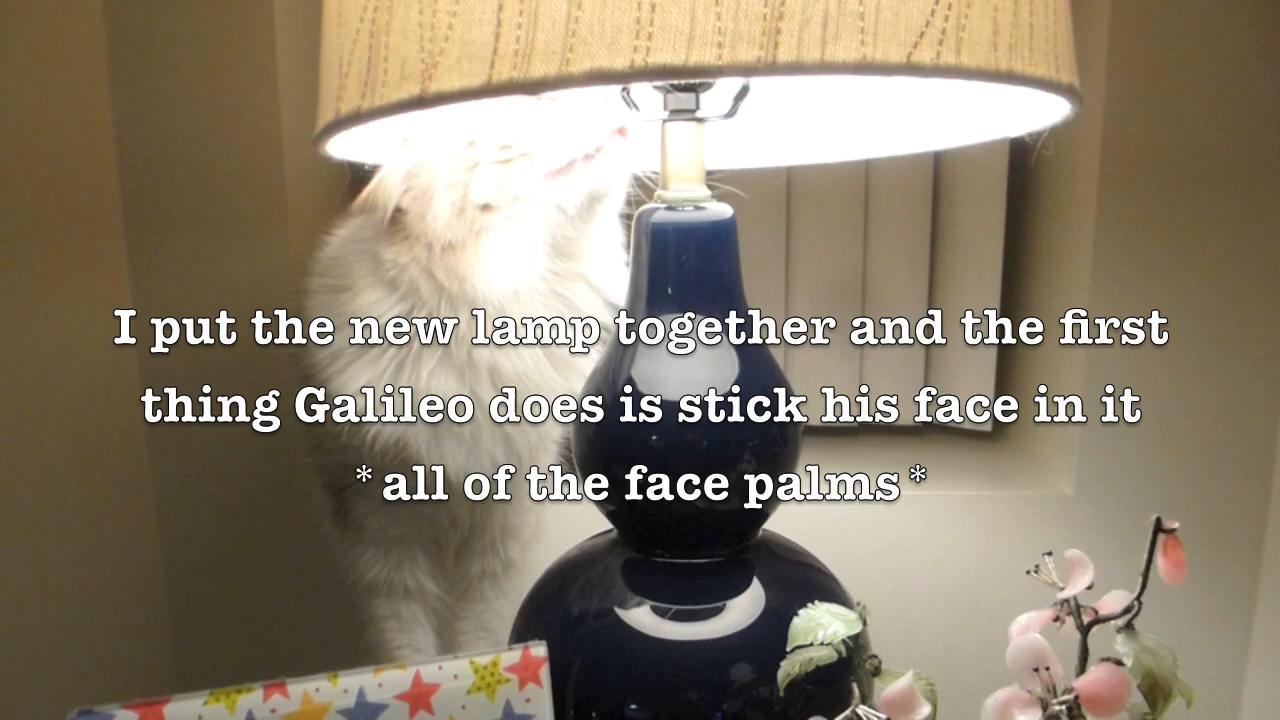 I put the new lamp together and the first
thing Galileo does is stick his face in it
*all of the face palms*